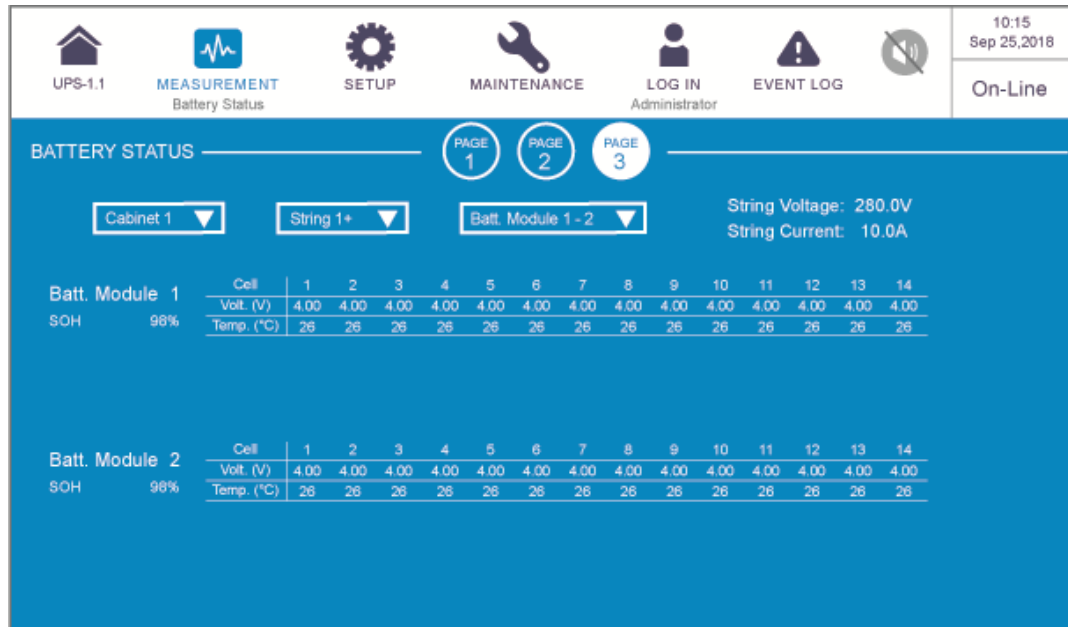 10:15
Sep 25,2018
On-Line
UPS-1.1
MEASUREMENT
Battery Status
SETUP
MAINTENANCE
LOG IN
Administrator
EVENT LOG
BATTERY STATUS
PAGE 1
PAGE 2
PAGE 3
Cabinet 1
String 1+
Batt. Module 1 - 2
String Voltage: 280.0V
String Current: 10.0A
Batt. Module 1
SOH 98%
Cell 1 2 3 4 5 6 7 8 9 10 11 12 13 14
Volt. (V) 4.00 4.00 4.00 4.00 4.00 4.00 4.00 4.00 4.00 4.00 4.00 4.00 4.00 4.00
Temp. (°C) 26 26 26 26 26 26 26 26 26 26 26 26 26 26
Batt. Module 2
SOH 98%
Cell 1 2 3 4 5 6 7 8 9 10 11 12 13 14
Volt. (V) 4.00 4.00 4.00 4.00 4.00 4.00 4.00 4.00 4.00 4.00 4.00 4.00 4.00 4.00
Temp. (°C) 26 26 26 26 26 26 26 26 26 26 26 26 26 26